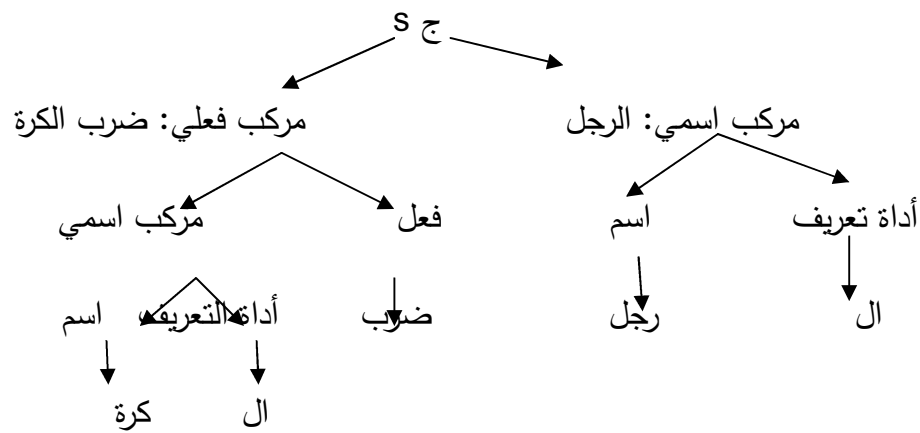 ج s
مركب اسمي: الرجل مركب فعلي: ضرب الكرة
أداة تعريف اسم فعل مركب اسمي
ال رجل ضرب أداة التعريف اسم
ال كرة